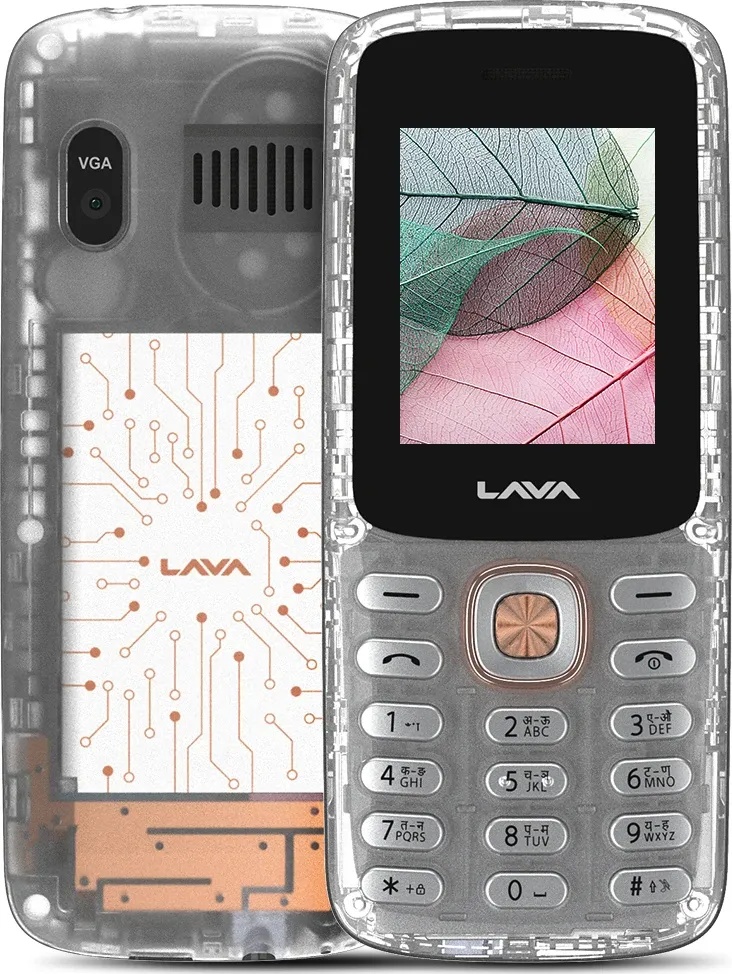 VGA
LAVA
LAVA
1
2 अ-ऊ ABC
3 ए-औ DEF
4 क-ङ GHI
5 च-ञ JKL
6 ट-ण MNO
7 त-न PQRS
8 प-म TUV
9 य-ह WXYZ
* +
0
#